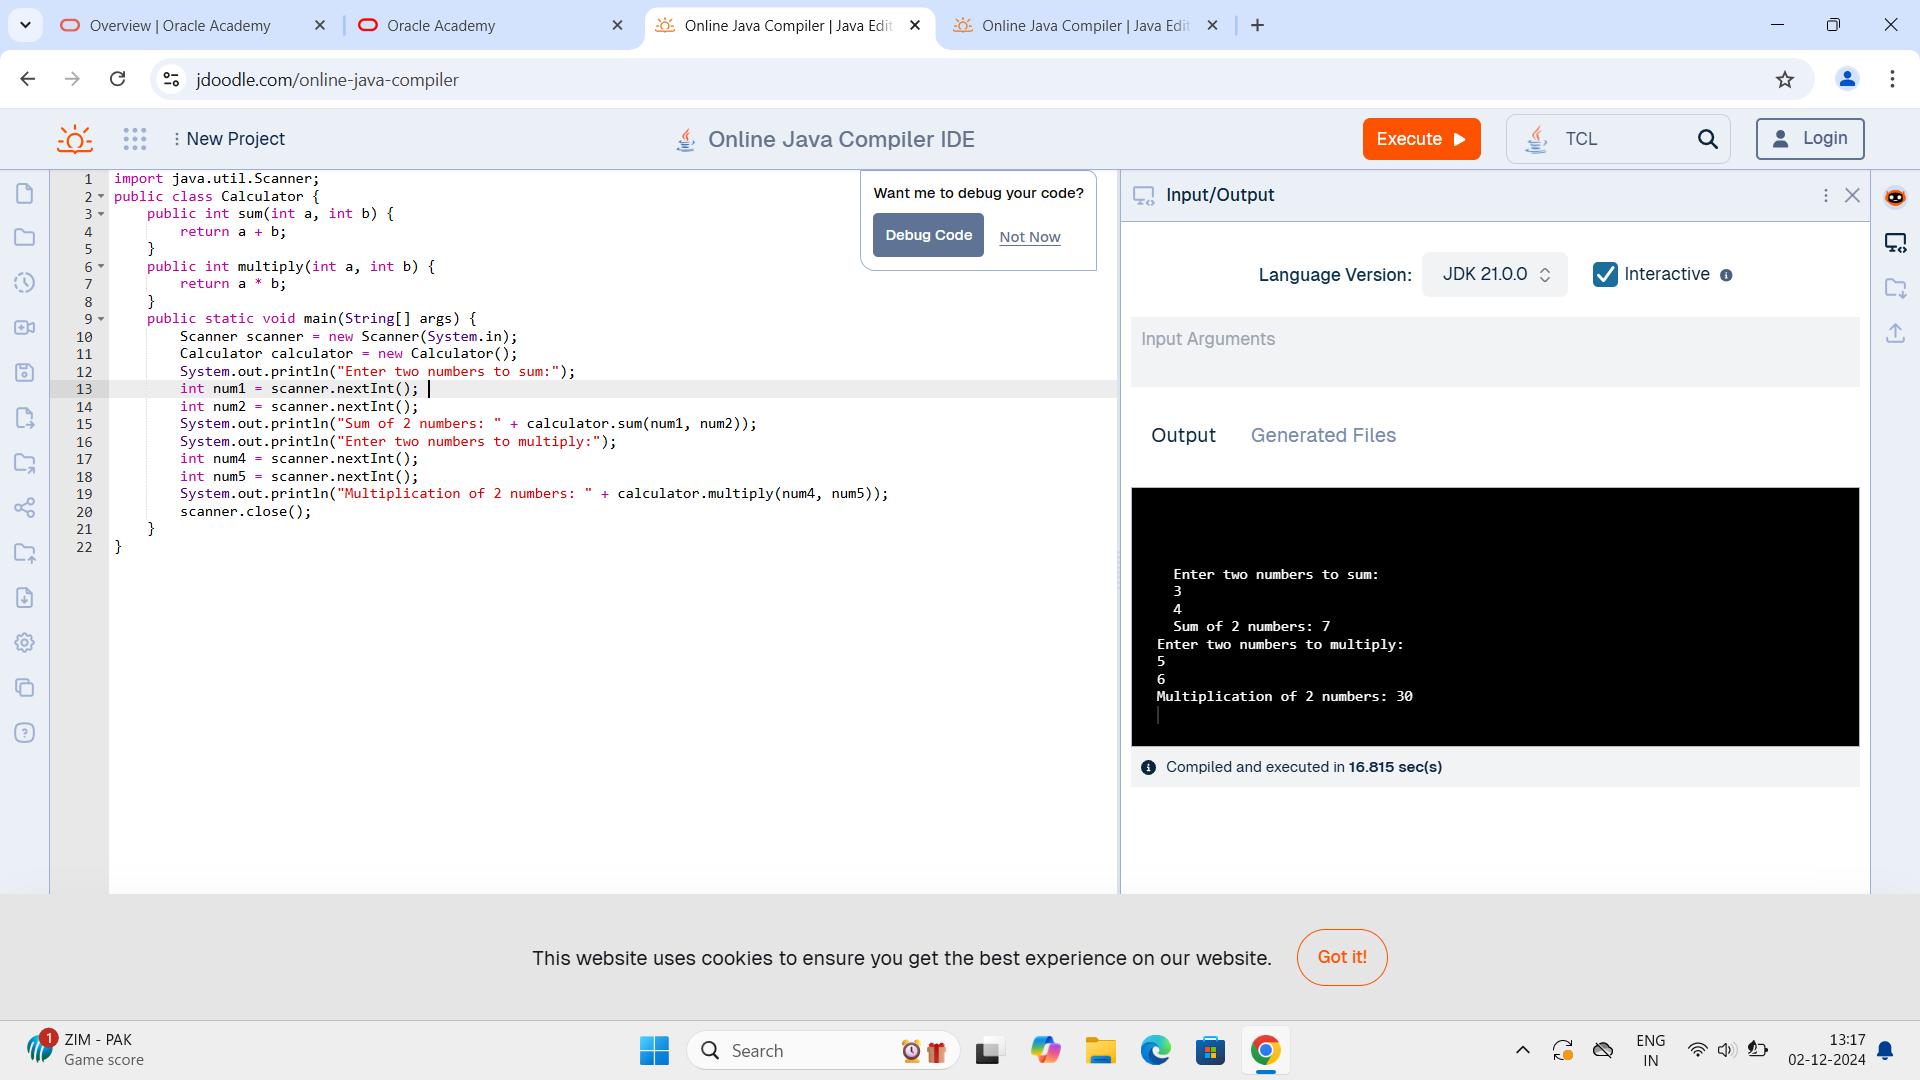 Overview | Oracle Academy
Oracle Academy
Online Java Compiler | Java Edit
Online Java Compiler | Java Edit
jdoodle.com/online-java-compiler
New Project
Online Java Compiler IDE
Execute
TCL
Login
1 import java.util.Scanner;
2 public class Calculator {
3 public int sum(int a, int b) {
4 return a + b;
5 }
6 public int multiply(int a, int b) {
7 return a * b;
8 }
9 public static void main(String[] args) {
10 Scanner scanner = new Scanner(System.in);
11 Calculator calculator = new Calculator();
12 System.out.println("Enter two numbers to sum:");
13 int num1 = scanner.nextInt();
14 int num2 = scanner.nextInt();
15 System.out.println("Sum of 2 numbers: " + calculator.sum(num1, num2));
16 System.out.println("Enter two numbers to multiply:");
17 int num4 = scanner.nextInt();
18 int num5 = scanner.nextInt();
19 System.out.println("Multiplication of 2 numbers: " + calculator.multiply(num4, num5));
20 scanner.close();
21 }
22 }
Want me to debug your code?
Debug Code
Not Now
Input/Output
Language Version:
JDK 21.0.0
Interactive
Input Arguments
Output
Generated Files
Enter two numbers to sum:
3
4
Sum of 2 numbers: 7
Enter two numbers to multiply:
5
6
Multiplication of 2 numbers: 30
Compiled and executed in 16.815 sec(s)
This website uses cookies to ensure you get the best experience on our website.
Got it!
1
ZIM - PAK
Game score
Search
ENG
IN
13:17
02-12-2024